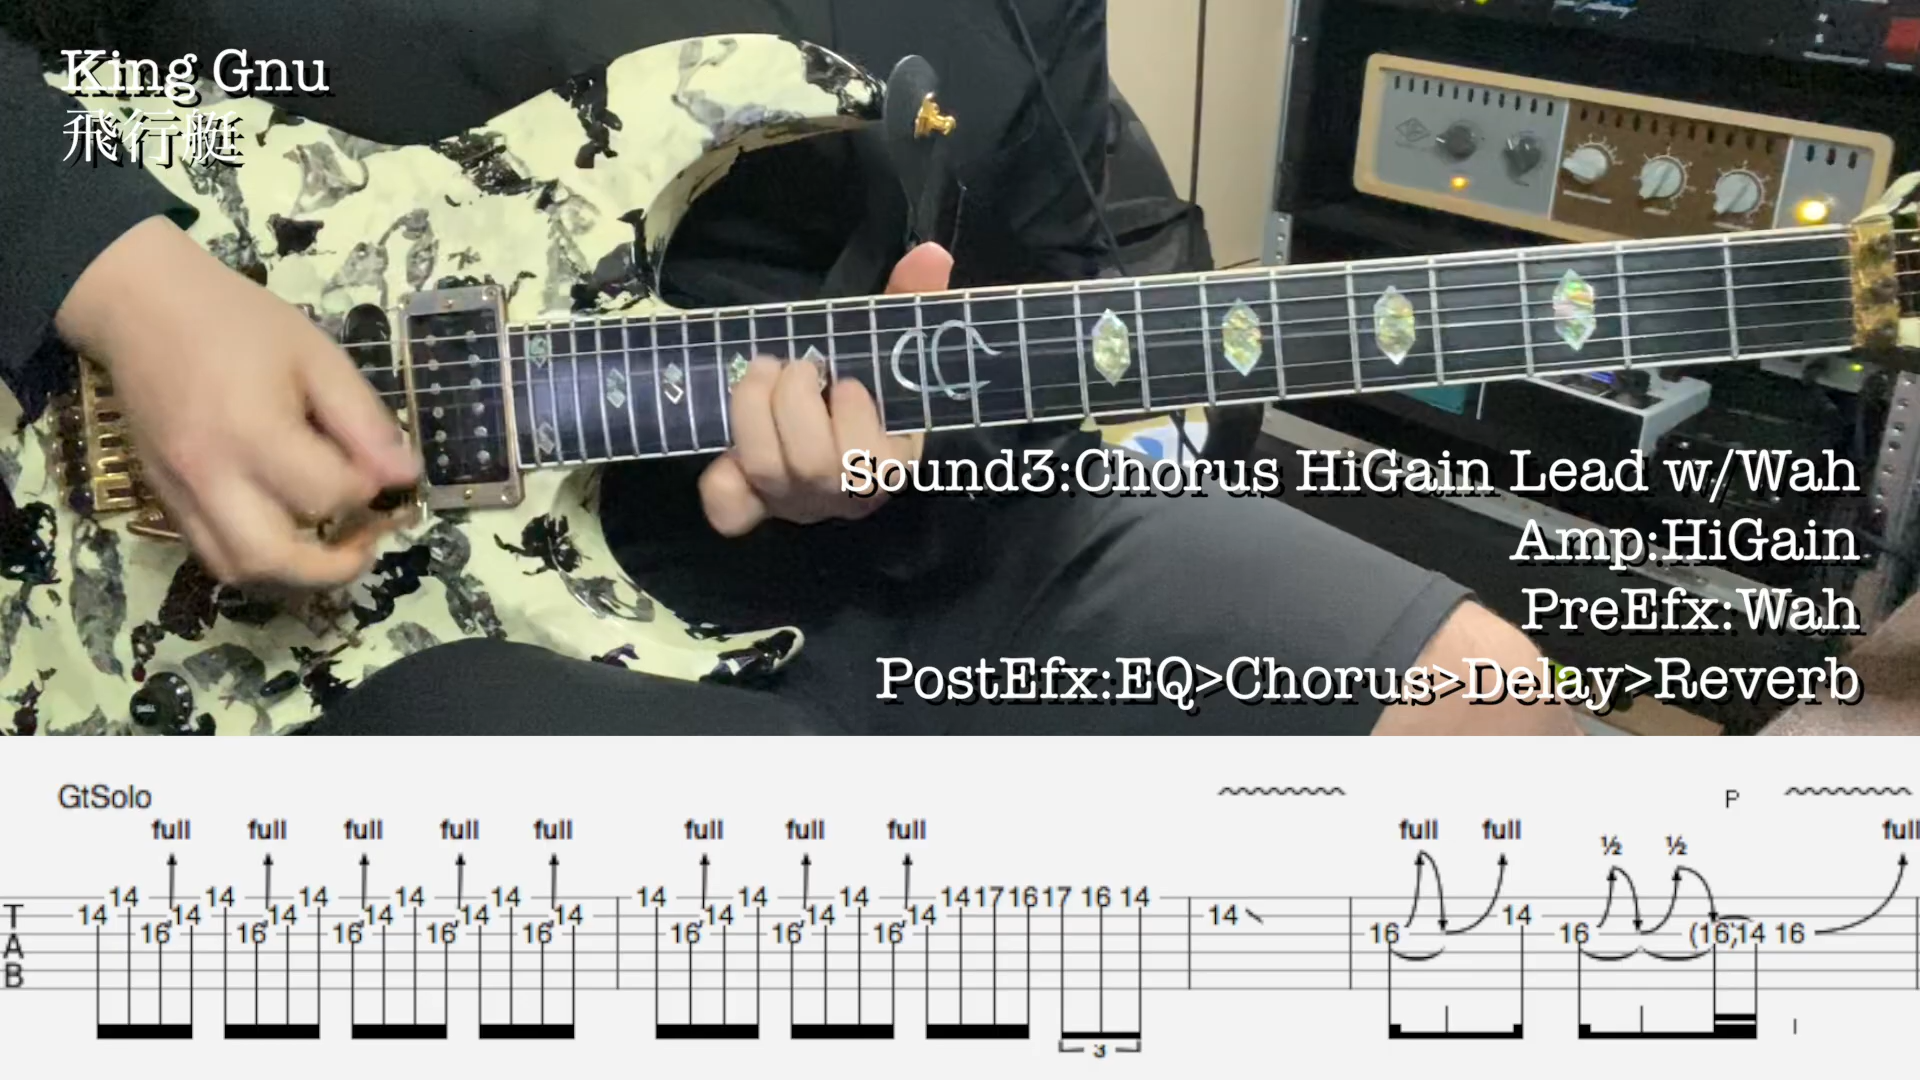 King Gnu
飛行艇
Sound3:Chorus HiGain Lead w/Wah
Amp:HiGain
PreEfx:Wah
PostEfx:EQ>Chorus>Delay>Reverb
GtSolo
P
full full full full full full full full full full full
½ ½
14 14 14 14 14 14 14 14 14 17 16 17 16 14
T 14 14 14 14 14 14 14 14 14 14 14
A 16 16 16 16 16 16 16 16 16 16 (16) 14 16
B
3